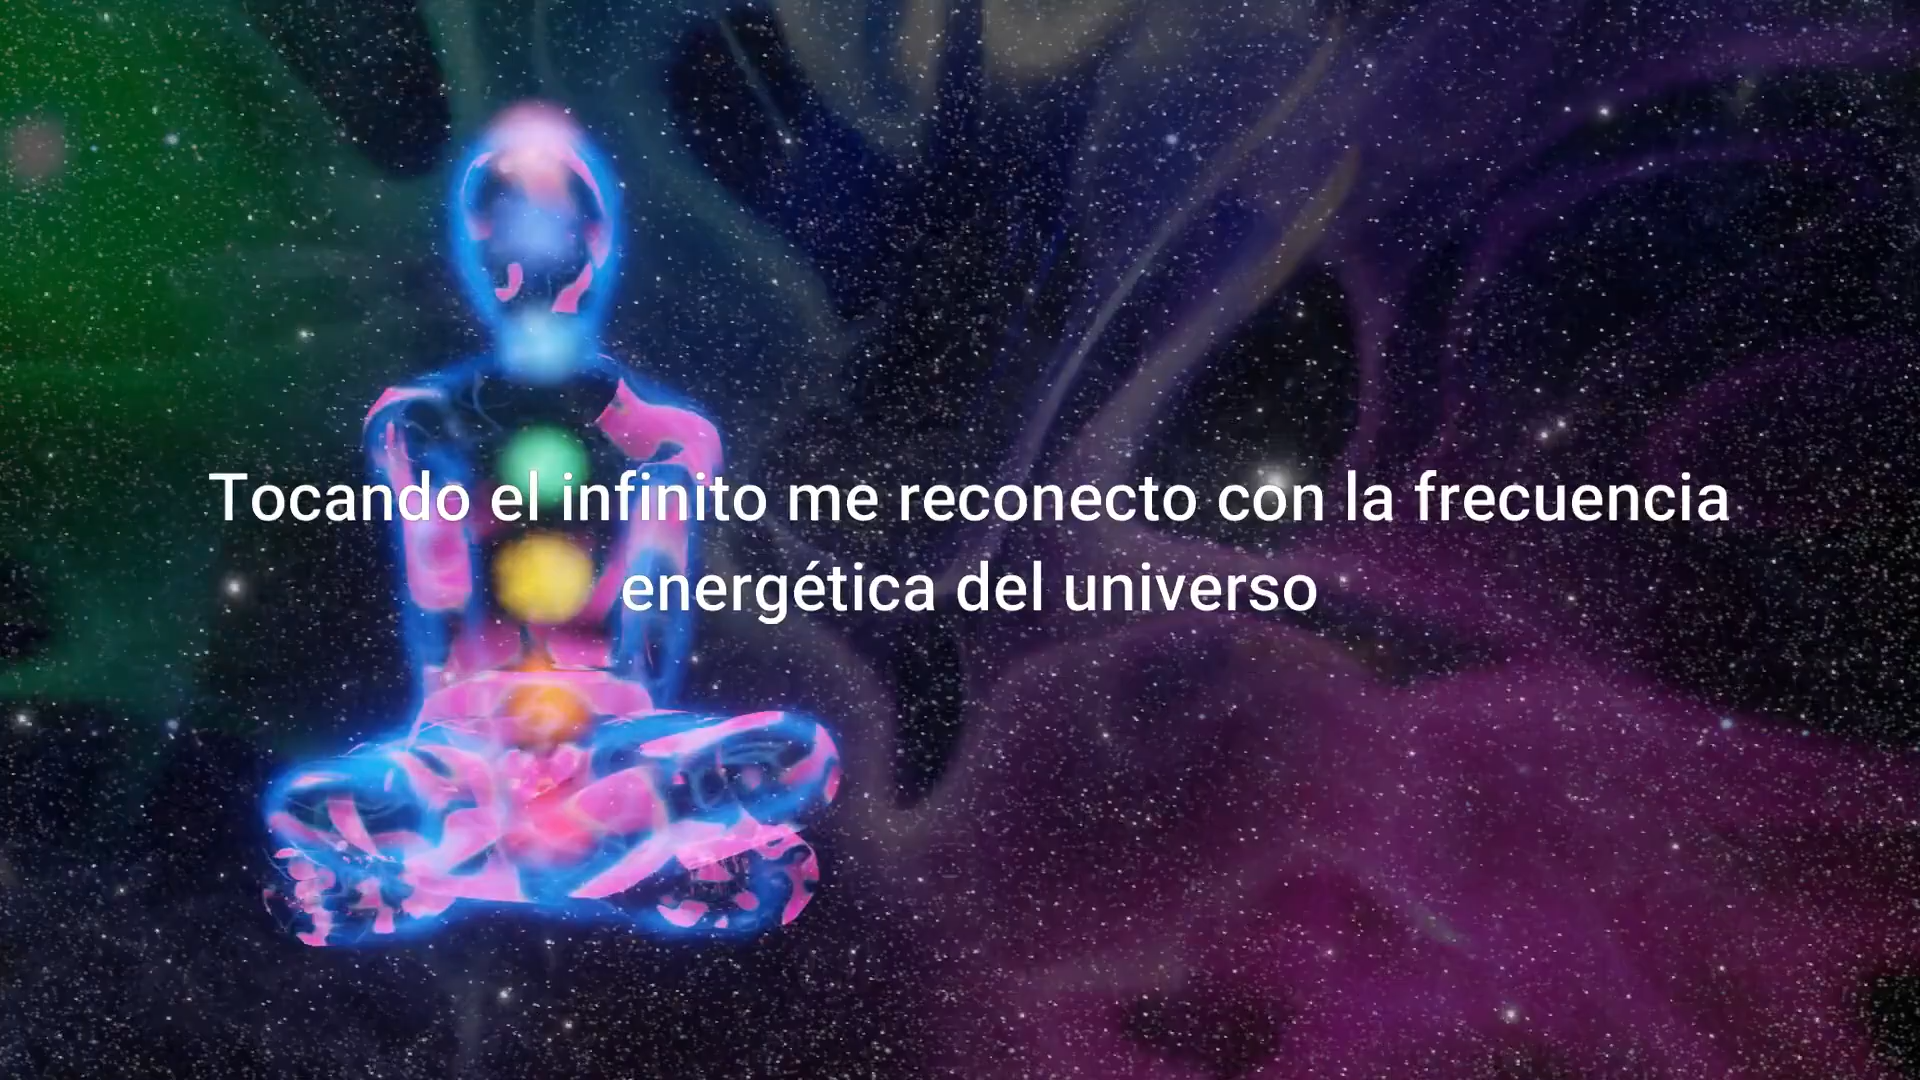 Tocando el infinito me reconecto con la frecuencia
energética del universo